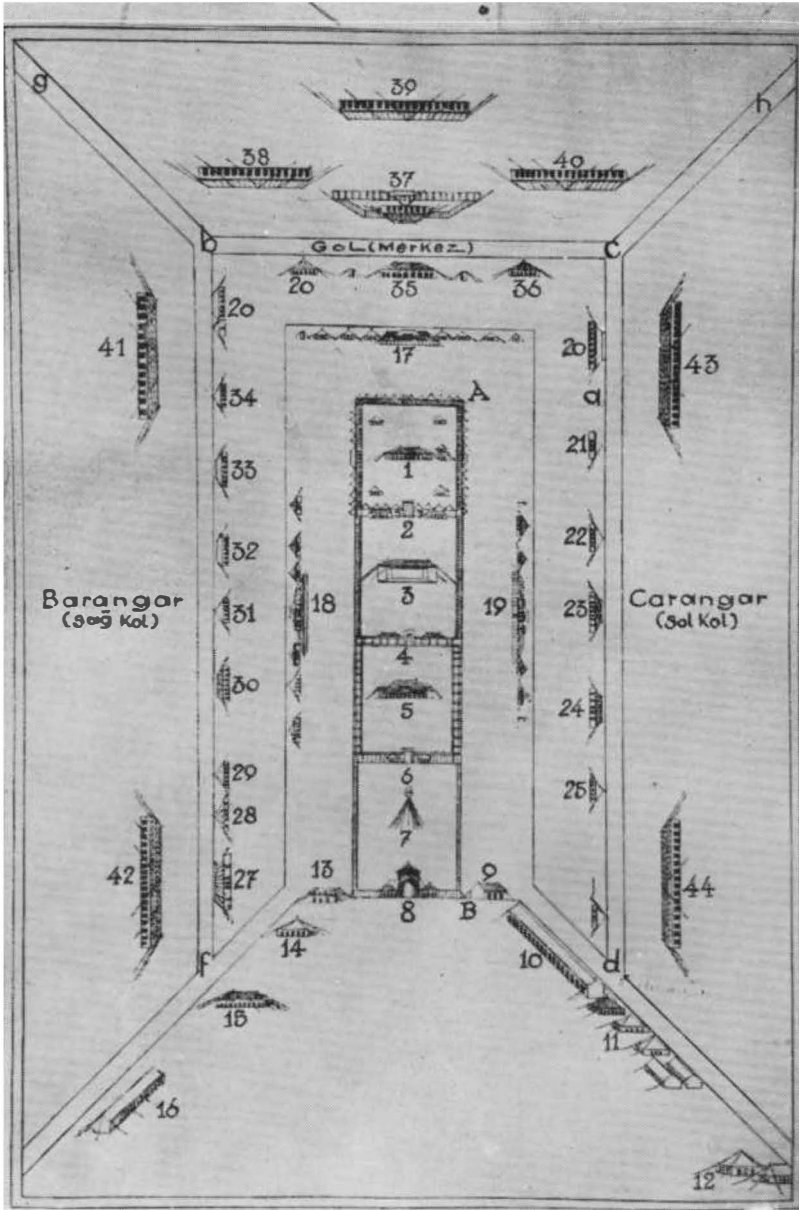 39
g h
38 40
37
b Gol (Merkez) c
20 35 36
20
17 20
41 43
34 A a
33 1 21
2
32 22
Barangar 18 3 19 23 Carangar
(sağ kol) 31 (sol kol)
4
30 5 24
6
29 25
28
7
42 27 13 8 B 9 44
14 10
f d
15 11
16
12